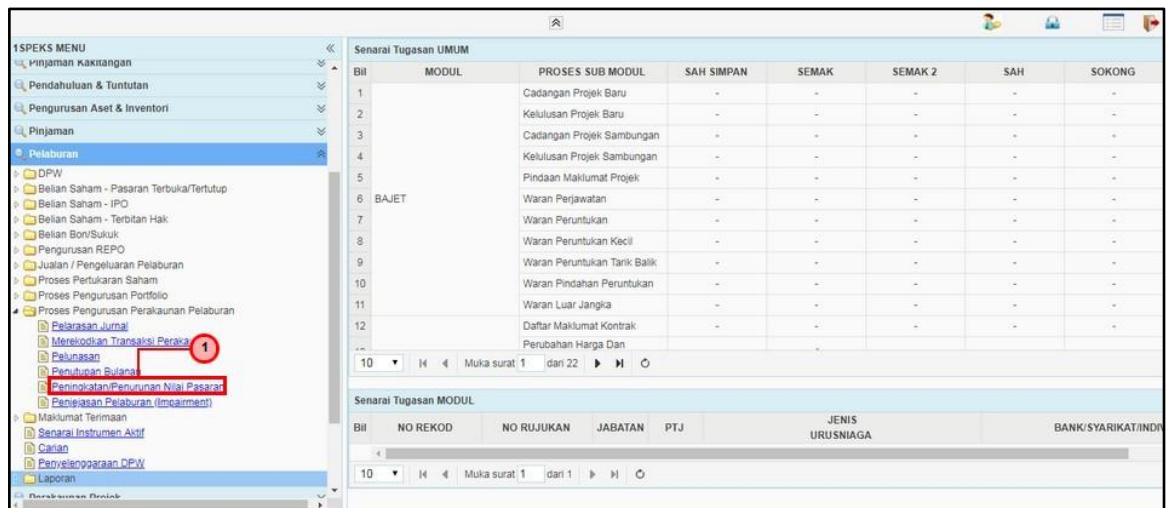 1SPEKS MENU
Pinjaman Kakitangan
Pendahuluan & Tuntutan
Pengurusan Aset & Inventori
Pinjaman
Pelaburan
DPW
Belian Saham - Pasaran Terbuka/Tertutup
Belian Saham - IPO
Belian Saham - Terbitan Hak
Belian Bon/Sukuk
Pengurusan REPO
Jualan / Pengeluaran Pelaburan
Proses Pertukaran Saham
Proses Pengurusan Portfolio
Proses Pengurusan Perakaunan Pelaburan
Pelarasan Jurnal
Merekodkan Transaksi
1
Pelunasan
Penutupan Bulanan
Peningkatan/Penurunan Nilai Pasaran
Penjejasan Pelaburan (Impairment)
Maklumat Terimaan
Senarai Instrumen Aktif
Carian
Penyelenggaraan DPW
Laporan
Perakaunan Projek
Senarai Tugasan UMUM
Bil MODUL PROSES SUB MODUL SAH SIMPAN SEMAK SEMAK 2 SAH SOKONG
1 Cadangan Projek Baru - - - - -
2 Kelulusan Projek Baru - - - - -
3 Cadangan Projek Sambungan - - - - -
4 Kelulusan Projek Sambungan - - - - -
5 Pindaan Maklumat Projek - - - - -
6 BAJET Waran Perjawatan - - - - -
7 Waran Peruntukan - - - - -
8 Waran Peruntukan Kecil - - - - -
9 Waran Peruntukan Tarik Balik - - - - -
10 Waran Pindahan Peruntukan - - - - -
11 Waran Luar Jangka - - - - -
12 Daftar Maklumat Kontrak - - - - -
Perubahan Harga Dan
10 Muka surat 1 dari 22
Senarai Tugasan MODUL
Bil NO REKOD NO RUJUKAN JABATAN PTJ JENIS URUSNIAGA BANK/SYARIKAT/INDIV
10 Muka surat 1 dari 1